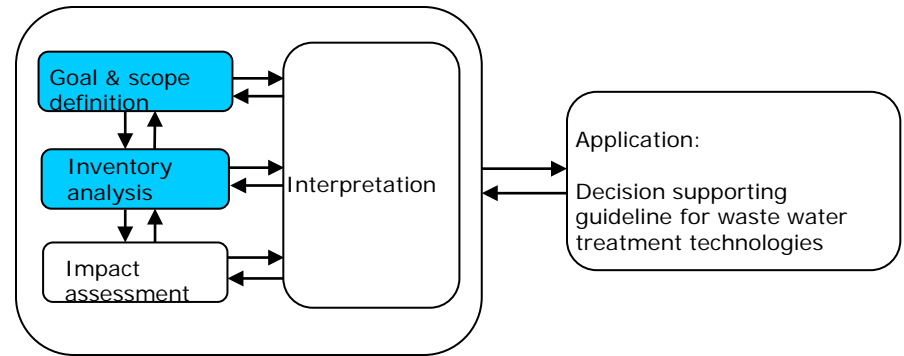 Goal & scope
definition
Inventory
analysis
Impact
assessment
Interpretation
Application:
Decision supporting
guideline for waste water
treatment technologies